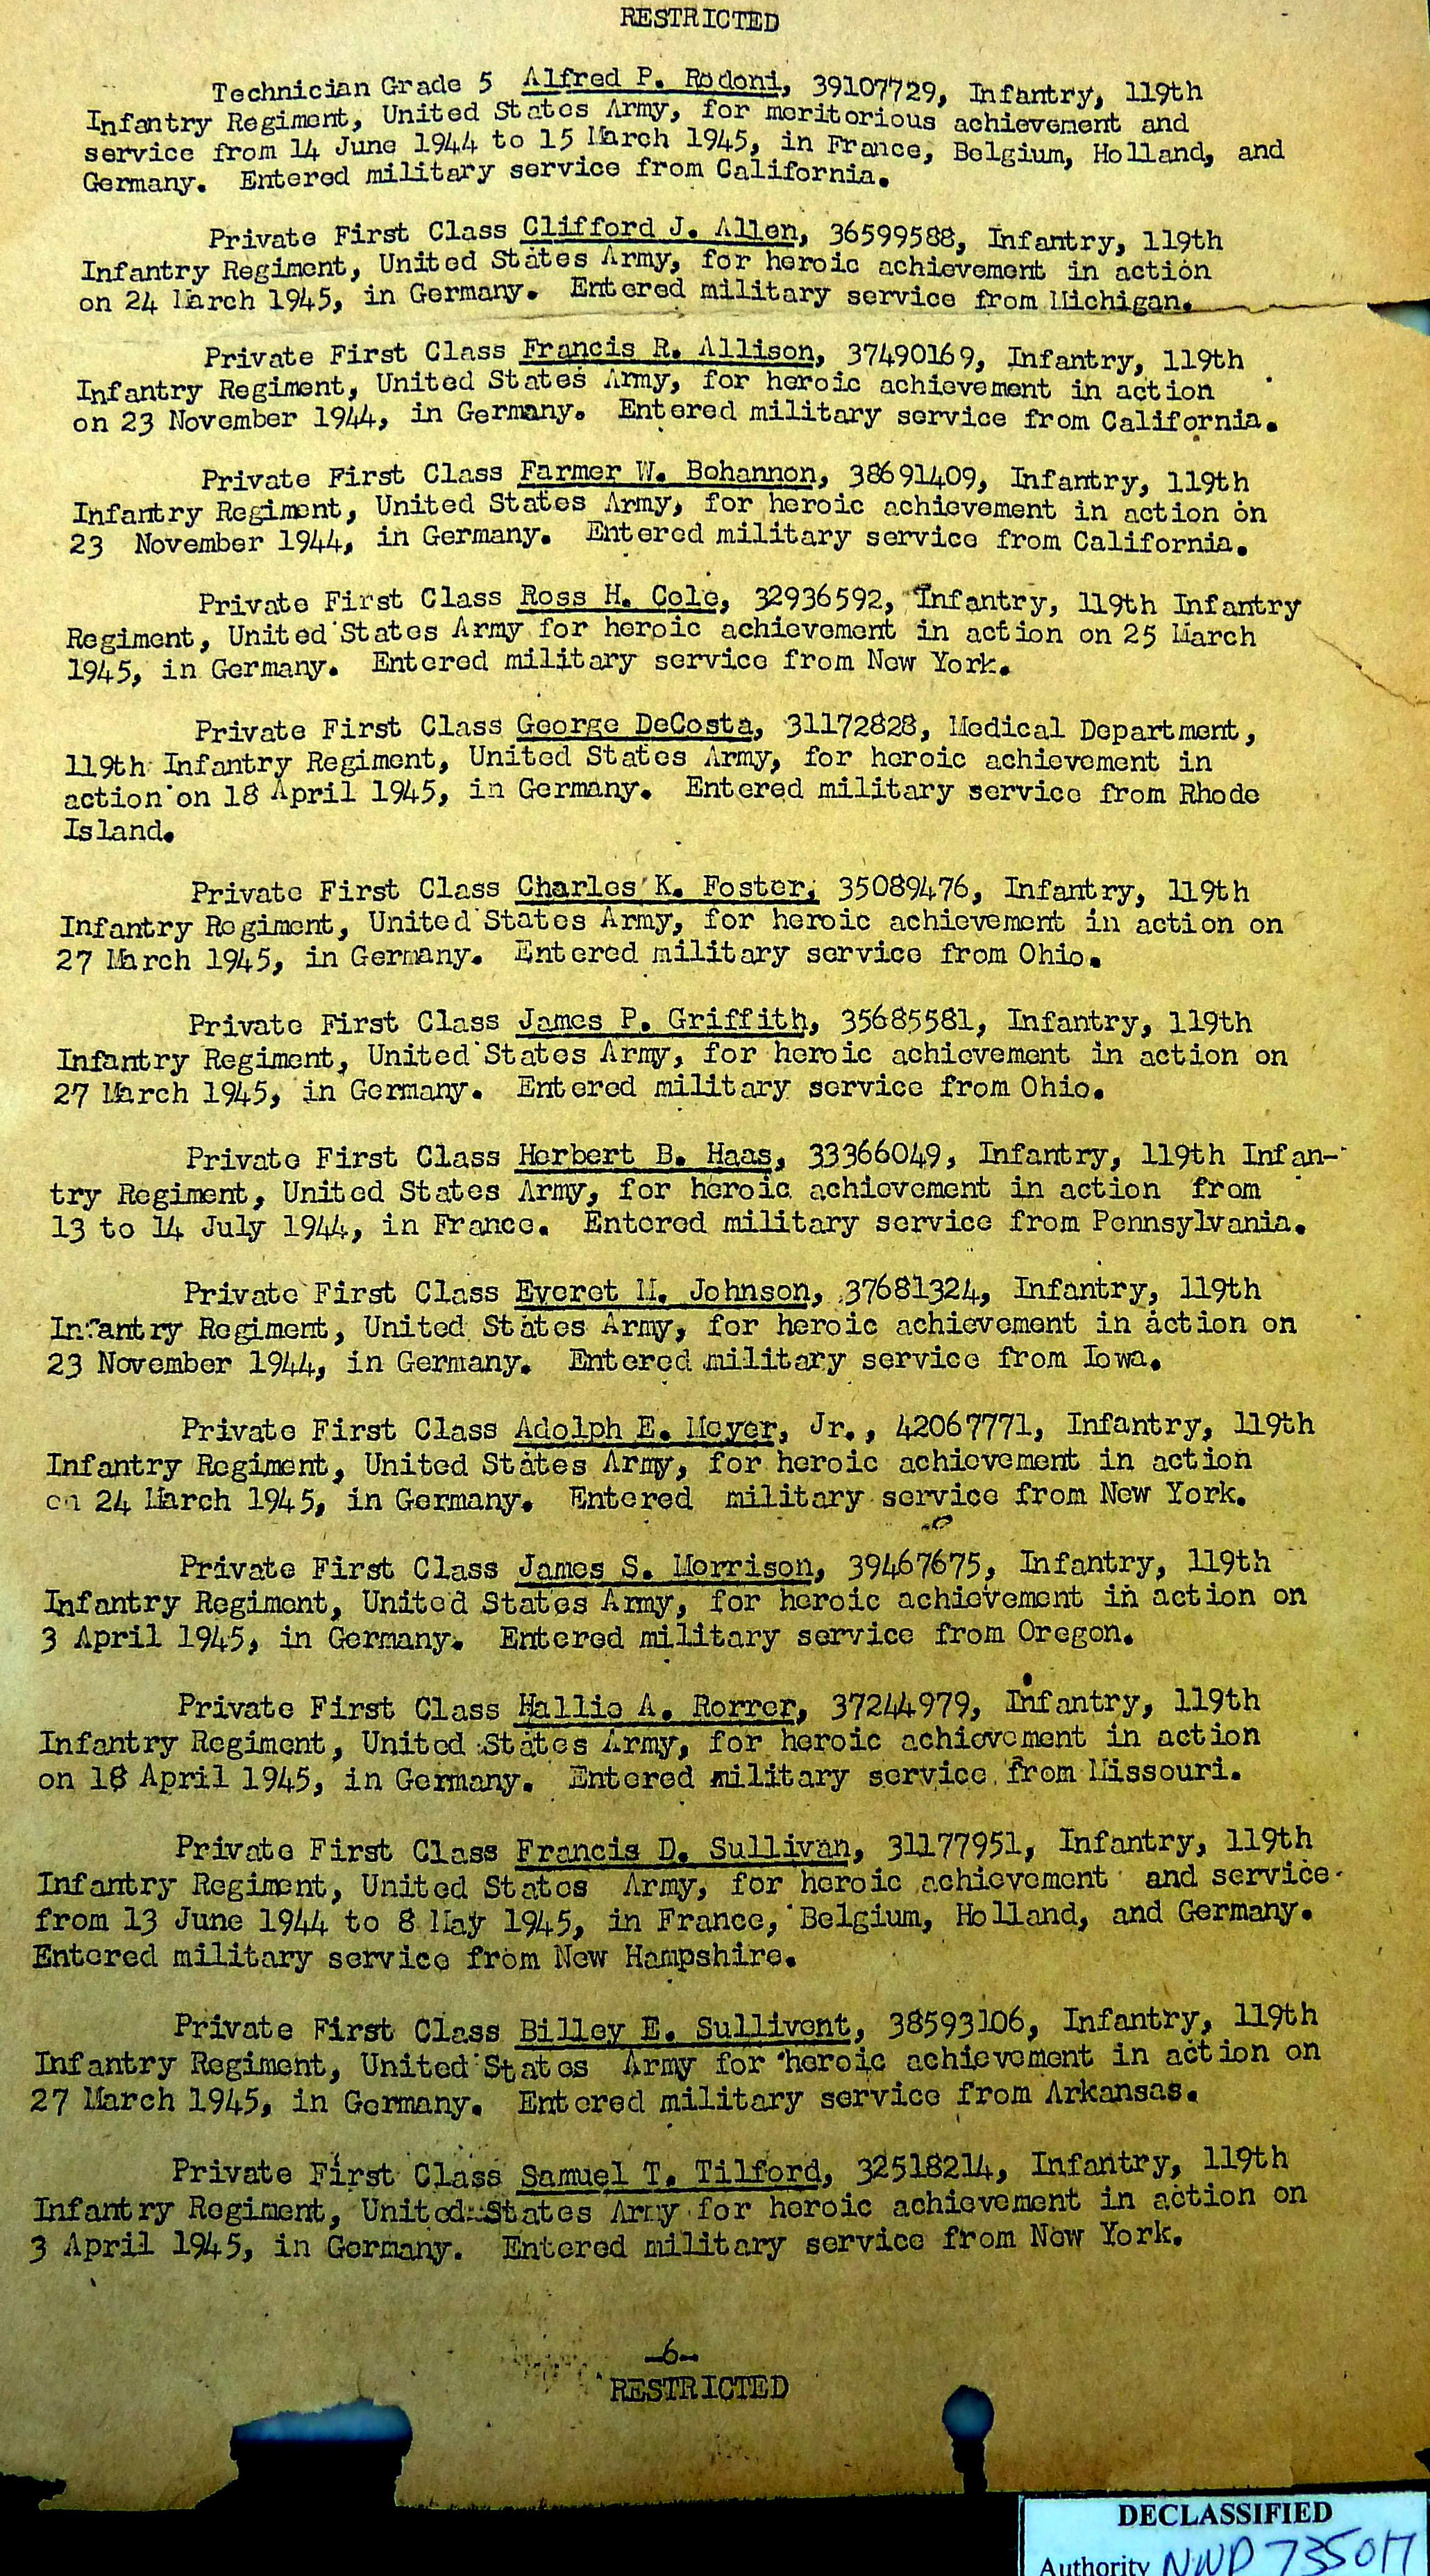 RESTRICTED
Technician Grade 5 Alfred P. Rodoni, 39107729, Infantry, 119th
Infantry Regiment, United States Army, for meritorious achievement and
service from 14 June 1944 to 15 March 1945, in France, Belgium, Holland, and
Germany. Entered military service from California.
Private First Class Clifford J. Allen, 36599588, Infantry, 119th
Infantry Regiment, United States Army, for heroic achievement in action
on 24 March 1945, in Germany. Entered military service from Michigan.
Private First Class Francis R. Allison, 37490169, Infantry, 119th
Infantry Regiment, United States Army, for heroic achievement in action
on 23 November 1944, in Germany. Entered military service from California.
Private First Class Farmer W. Bohannon, 38691409, Infantry, 119th
Infantry Regiment, United States Army, for heroic achievement in action on
23 November 1944, in Germany. Entered military service from California.
Private First Class Ross H. Cole, 32936592, Infantry, 119th Infantry
Regiment, United States Army for heroic achievement in action on 25 March
1945, in Germany. Entered military service from New York.
Private First Class George DeCosta, 31172828, Medical Department,
119th Infantry Regiment, United States Army, for heroic achievement in
action on 18 April 1945, in Germany. Entered military service from Rhode
Island.
Private First Class Charles K. Foster, 35089476, Infantry, 119th
Infantry Regiment, United States Army, for heroic achievement in action on
27 March 1945, in Germany. Entered military service from Ohio.
Private First Class James P. Griffith, 35685581, Infantry, 119th
Infantry Regiment, United States Army, for heroic achievement in action on
27 March 1945, in Germany. Entered military service from Ohio.
Private First Class Herbert B. Haas, 33366049, Infantry, 119th Infan-
try Regiment, United States Army, for heroic achievement in action from
13 to 14 July 1944, in France. Entered military service from Pennsylvania.
Private First Class Everet M. Johnson, 37681324, Infantry, 119th
Infantry Regiment, United States Army, for heroic achievement in action on
23 November 1944, in Germany. Entered military service from Iowa.
Private First Class Adolph E. Meyer, Jr., 42067771, Infantry, 119th
Infantry Regiment, United States Army, for heroic achievement in action
on 24 March 1945, in Germany. Entered military service from New York.
Private First Class James S. Morrison, 39467675, Infantry, 119th
Infantry Regiment, United States Army, for heroic achievement in action on
3 April 1945, in Germany. Entered military service from Oregon.
Private First Class Hallie A. Rorrer, 37244979, Infantry, 119th
Infantry Regiment, United States Army, for heroic achievement in action
on 18 April 1945, in Germany. Entered military service from Missouri.
Private First Class Francis D. Sullivan, 31177951, Infantry, 119th
Infantry Regiment, United States Army, for heroic achievement and service
from 13 June 1944 to 8 May 1945, in France, Belgium, Holland, and Germany.
Entered military service from New Hampshire.
Private First Class Billey E. Sullivent, 38593106, Infantry, 119th
Infantry Regiment, United States Army for heroic achievement in action on
27 March 1945, in Germany. Entered military service from Arkansas.
Private First Class Samuel T. Tilford, 32518214, Infantry, 119th
Infantry Regiment, United States Army for heroic achievement in action on
3 April 1945, in Germany. Entered military service from New York.
-6-
RESTRICTED
DECLASSIFIED
Authority NND 735017